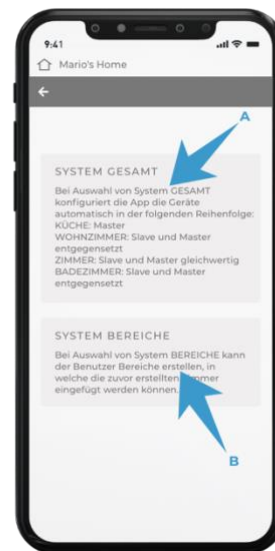 9:41
Mario's Home
A
SYSTEM GESAMT
Bei Auswahl von System GESAMT
konfiguriert die App die Geräte
automatisch in der folgenden Reihenfolge:
KÜCHE: Master
WOHNZIMMER: Slave und Master
entgegensetzt
ZIMMER: Slave und Master gleichwertig
BADEZIMMER: Slave und Master
entgegensetzt
SYSTEM BEREICHE
Bei Auswahl von System BEREICHE kann
der Benutzer Bereiche erstellen, in
welche die zuvor erstellten
eingefügt werden können.
B